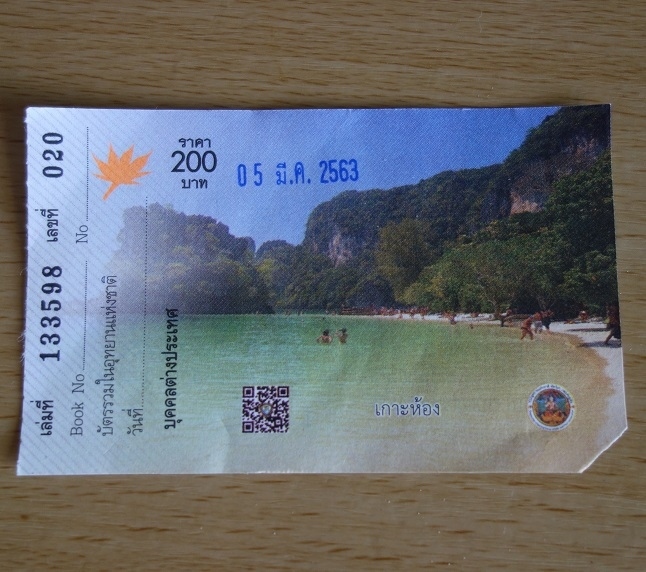 เล่มที่ 133598 เลขที่ 020
Book No. No
บัตรรวมในอุทยานแห่งชาติ
วันที่
บุคคลต่างประเทศ
ราคา
200
บาท
05 มี.ค. 2563
เกาะห้อง